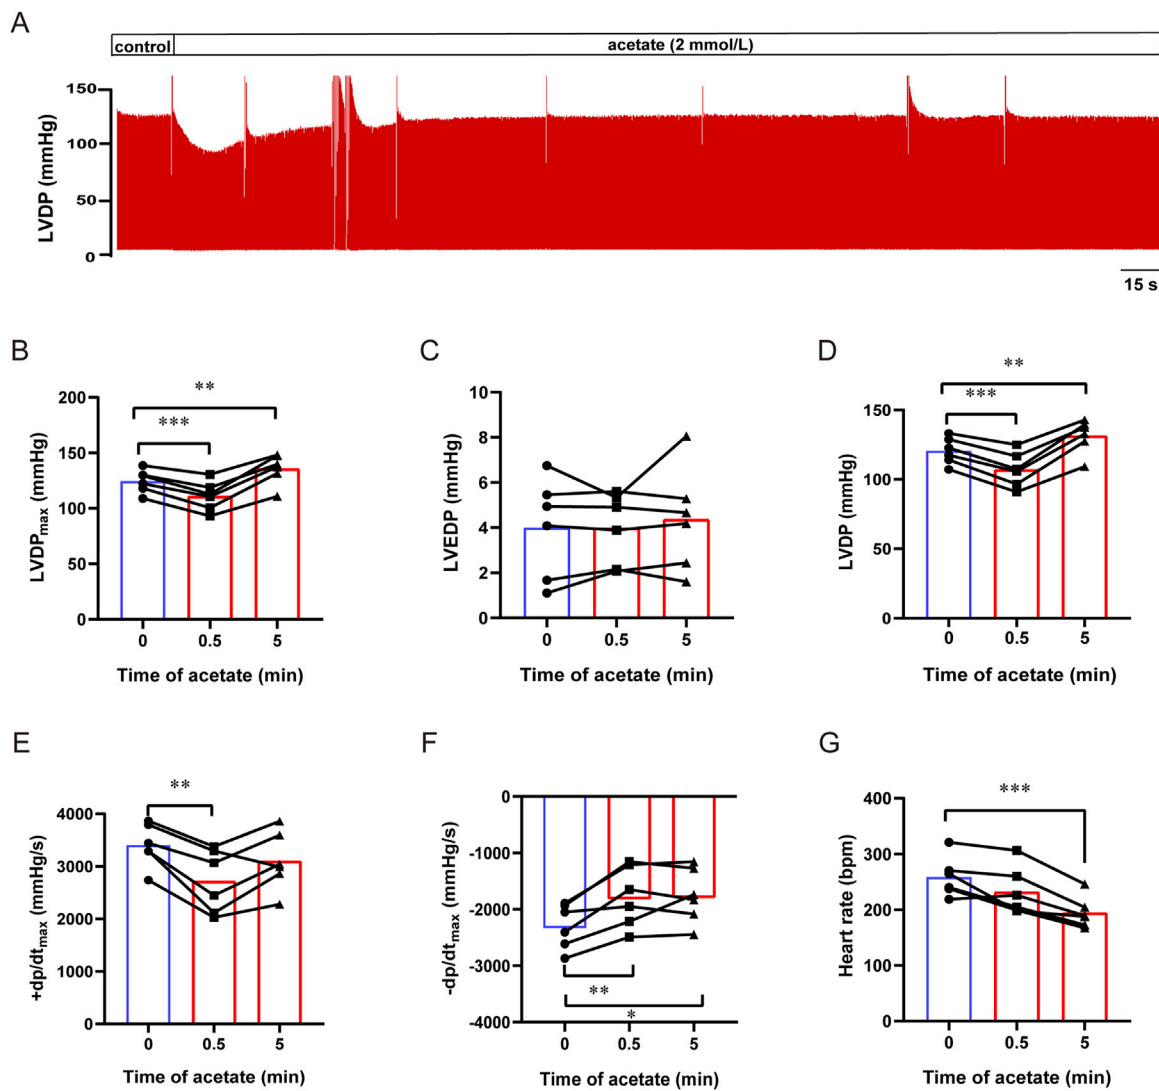 A
control
acetate (2 mmol/L)
150
100
50
0
LVDP (mmHg)
15 s
B
200
150
100
50
0
LVDPmax (mmHg)
**
***
0 0.5 5
Time of acetate (min)
C
10
8
6
4
2
0
LVEDP (mmHg)
0 0.5 5
Time of acetate (min)
D
150
100
50
0
LVDP (mmHg)
**
***
0 0.5 5
Time of acetate (min)
E
4000
3000
2000
1000
0
+dp/dtmax (mmHg/s)
**
0 0.5 5
Time of acetate (min)
F
0
-1000
-2000
-3000
-4000
-dp/dtmax (mmHg/s)
**
*
0 0.5 5
Time of acetate (min)
G
400
300
200
100
0
Heart rate (bpm)
***
0 0.5 5
Time of acetate (min)